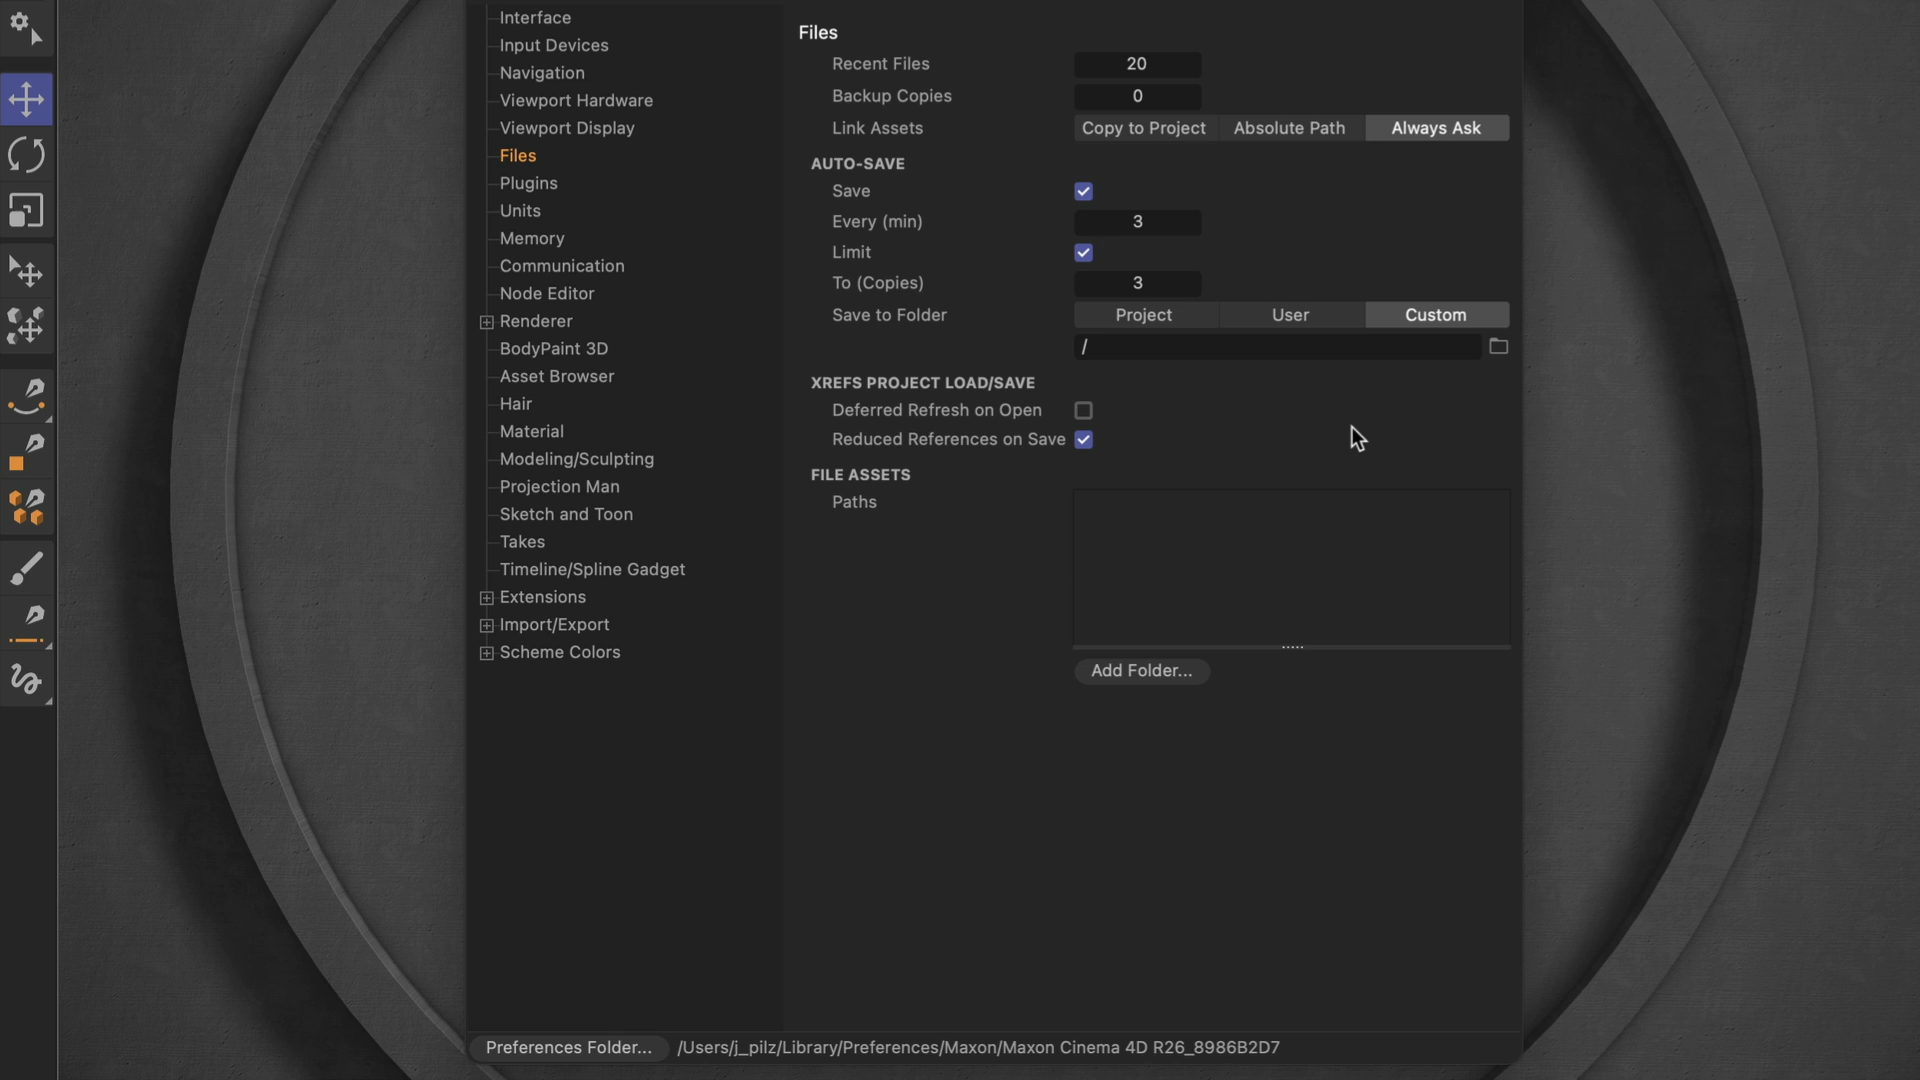 Interface
Input Devices
Navigation
Viewport Hardware
Viewport Display
Files
Plugins
Units
Memory
Communication
Node Editor
Renderer
BodyPaint 3D
Asset Browser
Hair
Material
Modeling/Sculpting
Projection Man
Sketch and Toon
Takes
Timeline/Spline Gadget
Extensions
Import/Export
Scheme Colors
Files
Recent Files 20
Backup Copies 0
Link Assets Copy to Project Absolute Path Always Ask
AUTO-SAVE
Save
Every (min) 3
Limit
To (Copies) 3
Save to Folder Project User Custom
/
XREFS PROJECT LOAD/SAVE
Deferred Refresh on Open
Reduced References on Save
FILE ASSETS
Paths
Add Folder...
Preferences Folder... /Users/j_pilz/Library/Preferences/Maxon/Maxon Cinema 4D R26_8986B2D7